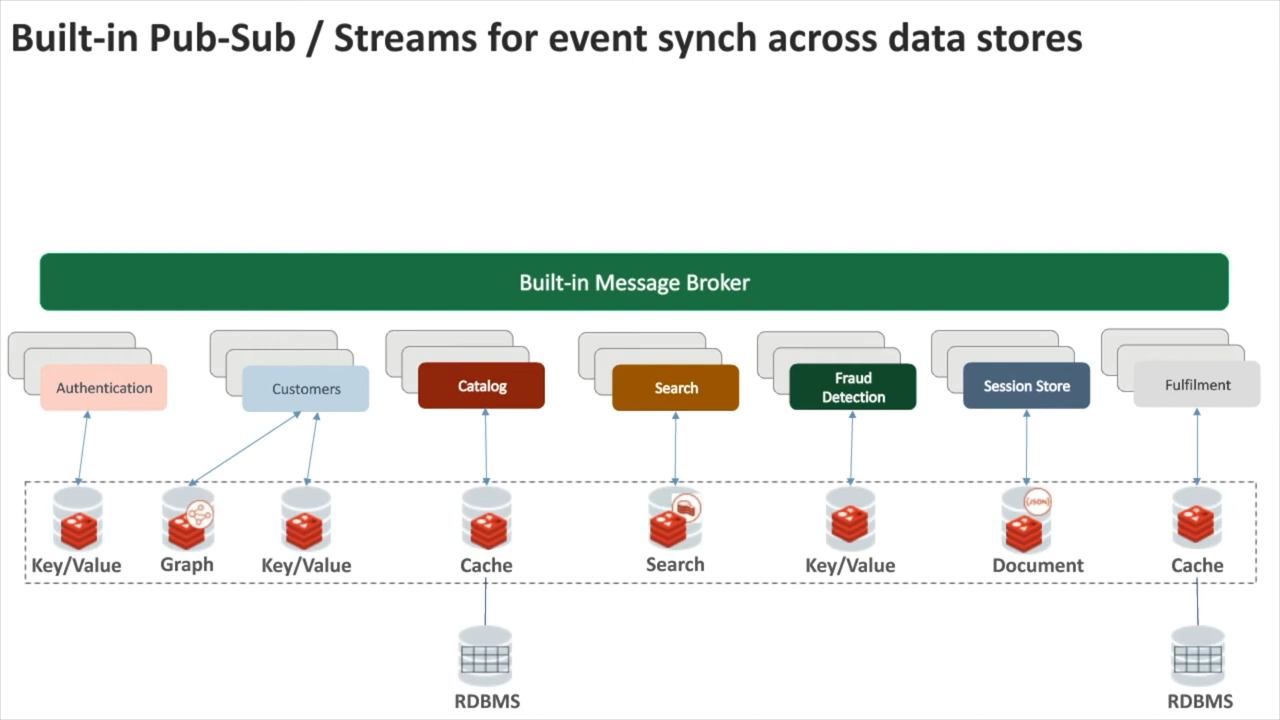 Built-in Pub-Sub / Streams for event synch across data stores
Built-in Message Broker
Authentication
Customers
Catalog
Search
Fraud
Detection
Session Store
Fulfilment
Key/Value
Graph
Key/Value
Cache
Search
Key/Value
{JSON}
Document
Cache
RDBMS
RDBMS